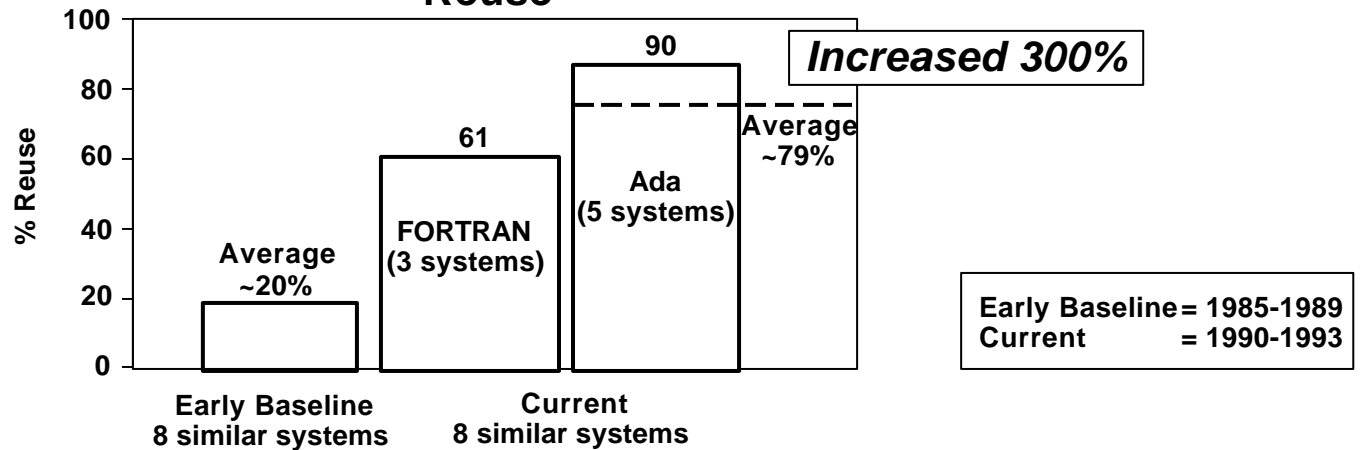 Reuse
100
80
60
40
20
0
% Reuse
Average
~20%
61
FORTRAN
(3 systems)
90
Ada
(5 systems)
Average
~79%
Increased 300%
Early Baseline
8 similar systems
Current
8 similar systems
Early Baseline = 1985-1989
Current = 1990-1993